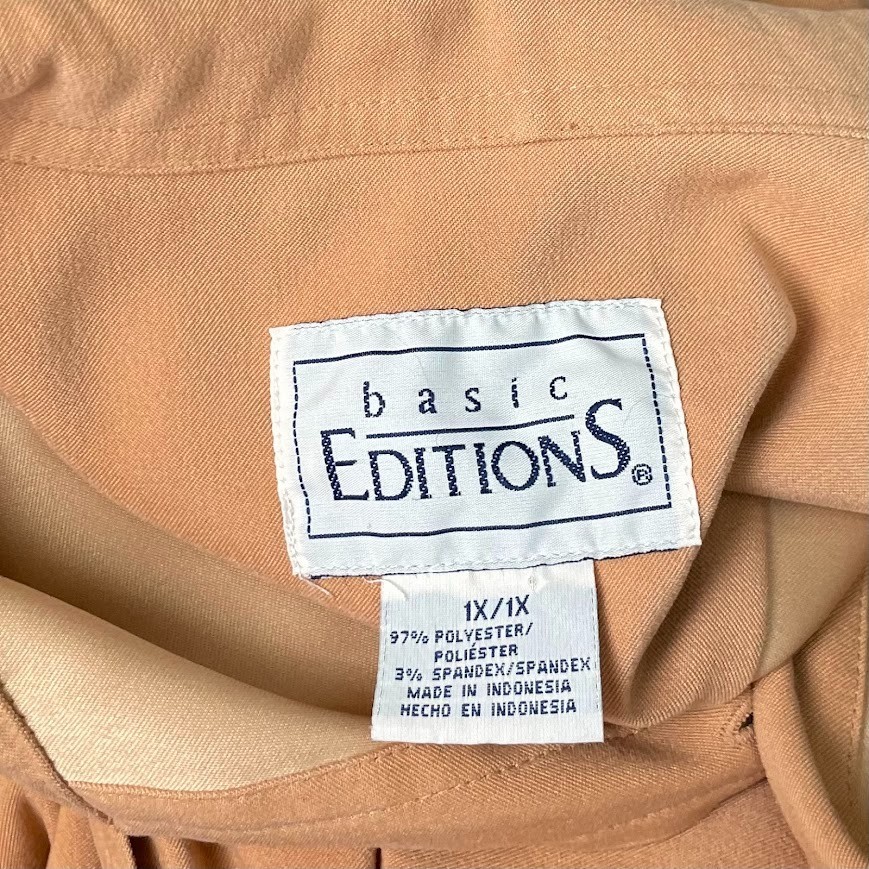 basic
EDITIONS®
1X/1X
97% POLYESTER/
POLIÉSTER
3% SPANDEX/SPANDEX
MADE IN INDONESIA
HECHO EN INDONESIA